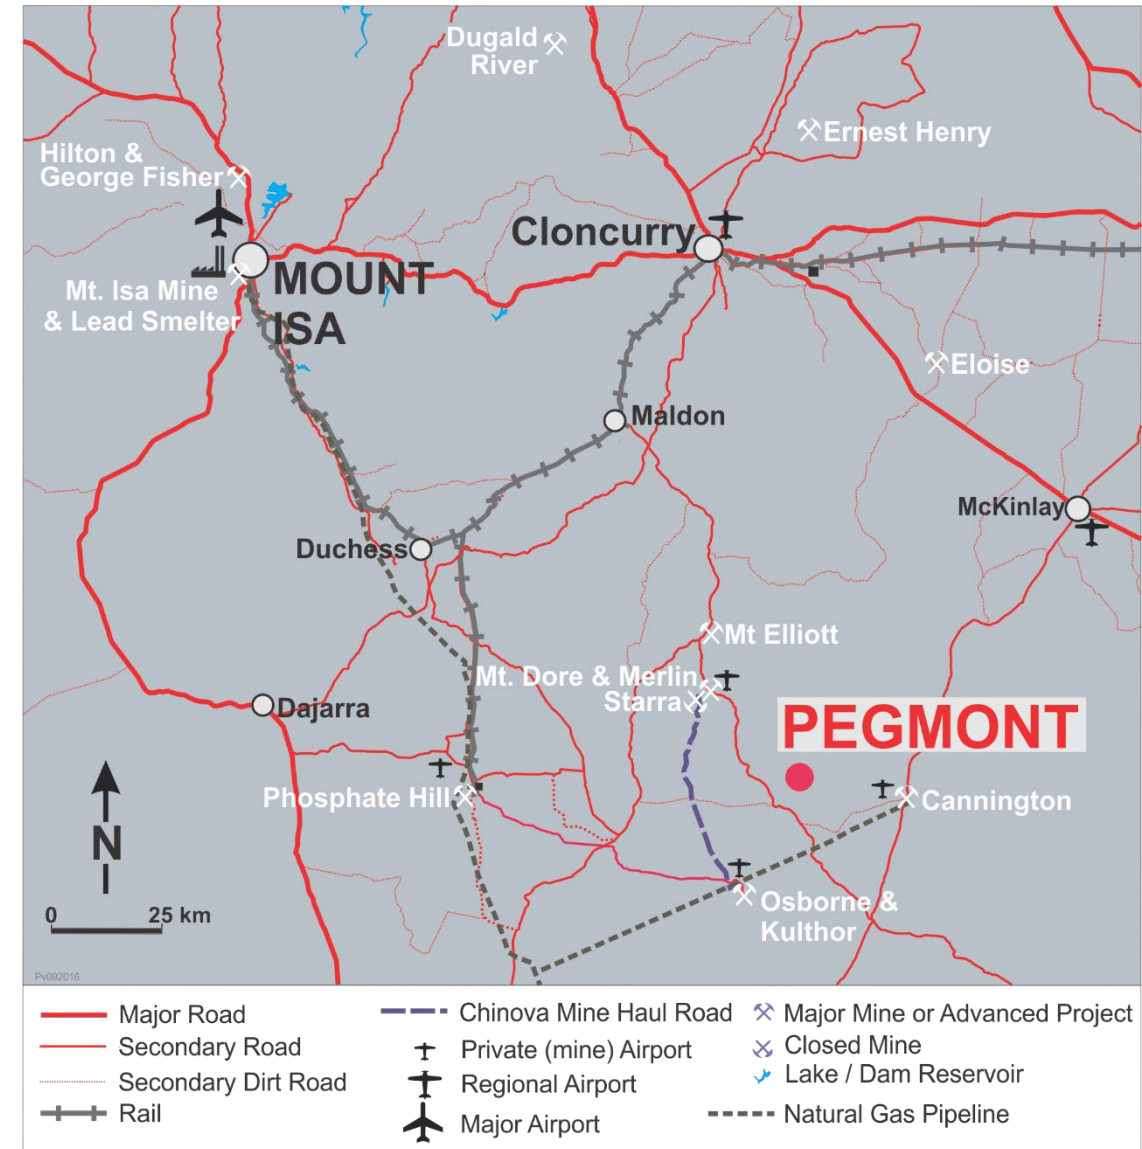 Dugald
River
Ernest Henry
Hilton &
George Fisher
Cloncurry
MOUNT
ISA
Mt. Isa Mine
& Lead Smelter
Eloise
Maldon
McKinlay
Duchess
Mt Elliott
Mt. Dore & Merlin
Starra
Dajarra
PEGMONT
Phosphate Hill
Cannington
N
Osborne &
Kulthor
0 25 km
Pv092016
Major Road
Secondary Road
Secondary Dirt Road
Rail
Chinova Mine Haul Road
Private (mine) Airport
Regional Airport
Major Airport
Major Mine or Advanced Project
Closed Mine
Lake / Dam Reservoir
Natural Gas Pipeline